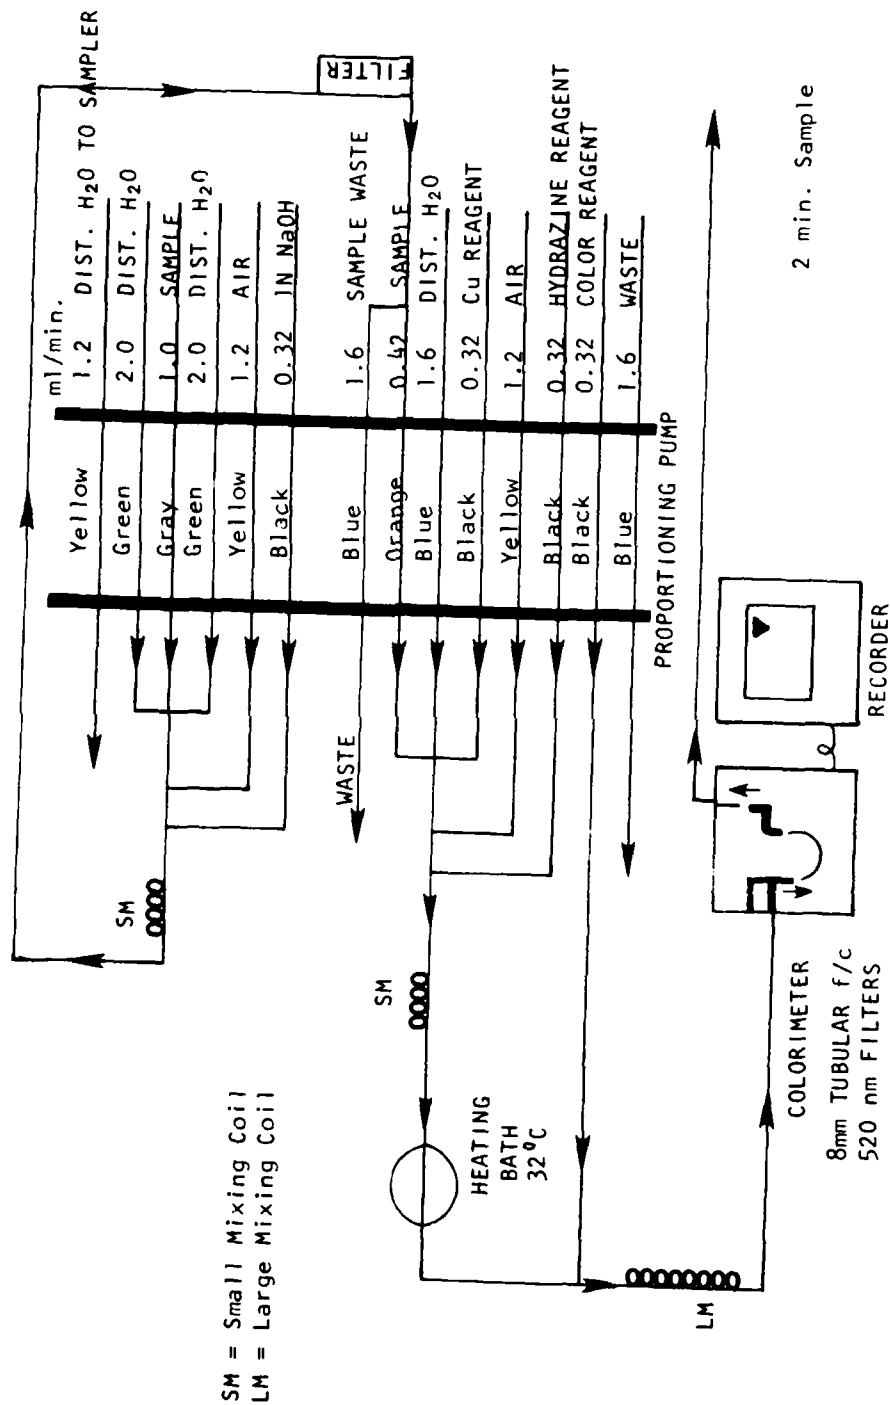 ml/min.
Yellow 1.2 DIST. H₂O TO SAMPLER
Green 2.0 DIST. H₂O
Gray 1.0 SAMPLE
Green 2.0 DIST. H₂O
Yellow 1.2 AIR
Black 0.32 IN NaOH
SM
FILTER
WASTE Blue 1.6 SAMPLE WASTE
Orange 0.42 SAMPLE
Blue 1.6 DIST. H₂O
Black 0.32 Cu REAGENT
Yellow 1.2 AIR
Black 0.32 HYDRAZINE REAGENT
Black 0.32 COLOR REAGENT
Blue 1.6 WASTE
PROPORTIONING PUMP
SM
SM = Small Mixing Coil
LM = Large Mixing Coil
HEATING
BATH
32⁰C
LM
COLORIMETER
8mm TUBULAR f/c
520 nm FILTERS
RECORDER
2 min. Sample